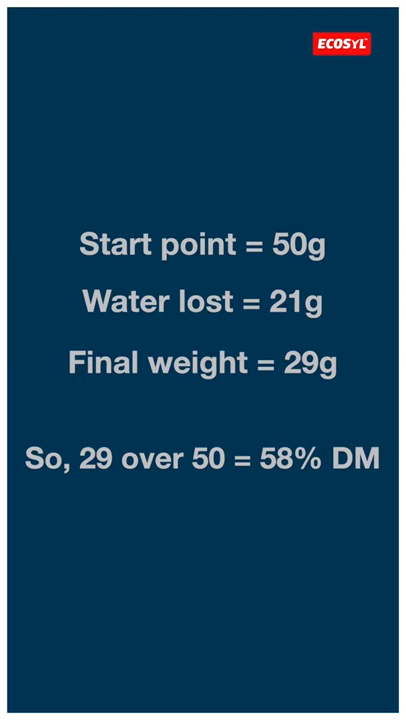 ECOSYL
Start point = 50g
Water lost = 21g
Final weight = 29g
So, 29 over 50 = 58% DM